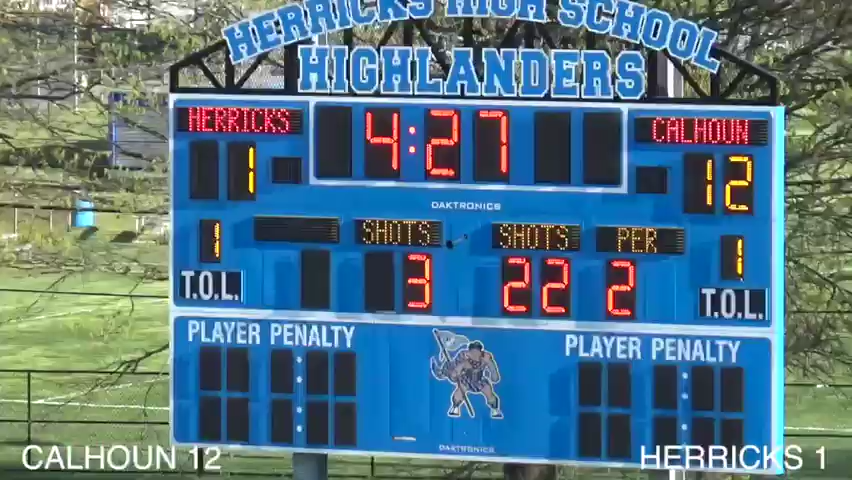 HERRICKS HIGH SCHOOL
HIGHLANDERS
HERRICKS 4:27 CALHOUN
1 12
DAKTRONICS
1 SHOTS SHOTS PER 1
T.O.L. 3 22 2 T.O.L.
PLAYER PENALTY PLAYER PENALTY
DAKTRONICS
CALHOUN 12 HERRICKS 1